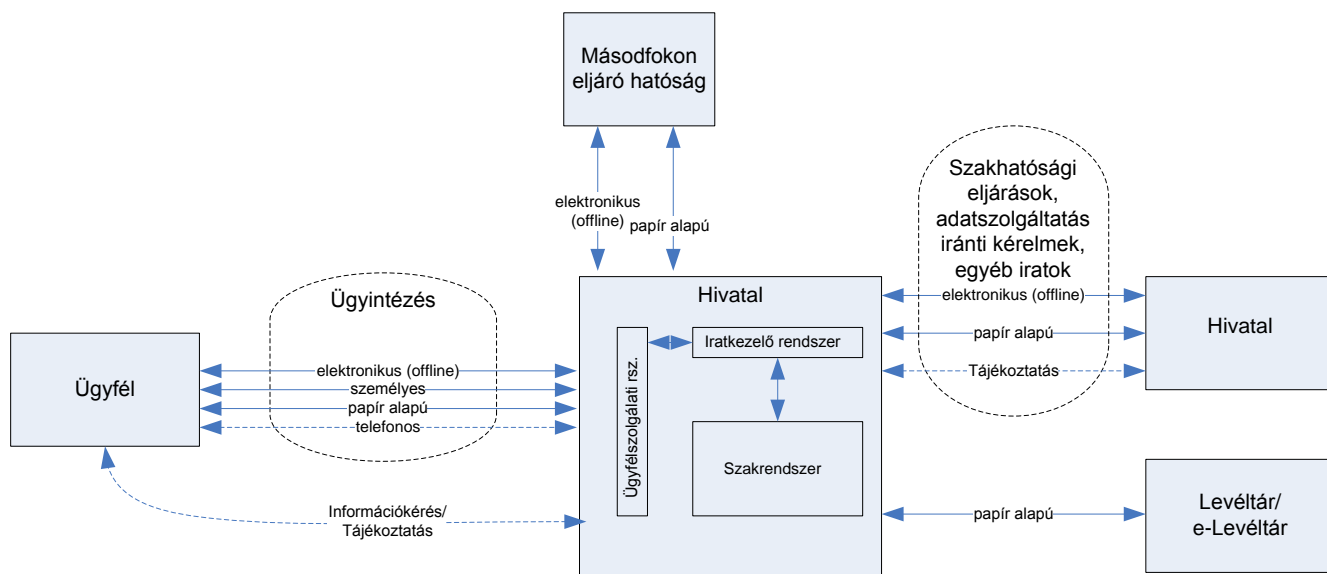 Másodfokon
eljáró hatóság
elektronikus
(offline)
papír alapú
Szakhatósági
eljárások,
adatszolgáltatás
iránti kérelmek,
egyéb iratok
elektronikus (offline)
papír alapú
Tájékoztatás
Hivatal
Ügyintézés
Ügyfél
elektronikus (offline)
személyes
papír alapú
telefonos
Információkérés/
Tájékoztatás
Hivatal
Ügyfélszolgálati rsz.
Iratkezelő rendszer
Szakrendszer
papír alapú
Levéltár/
e-Levéltár